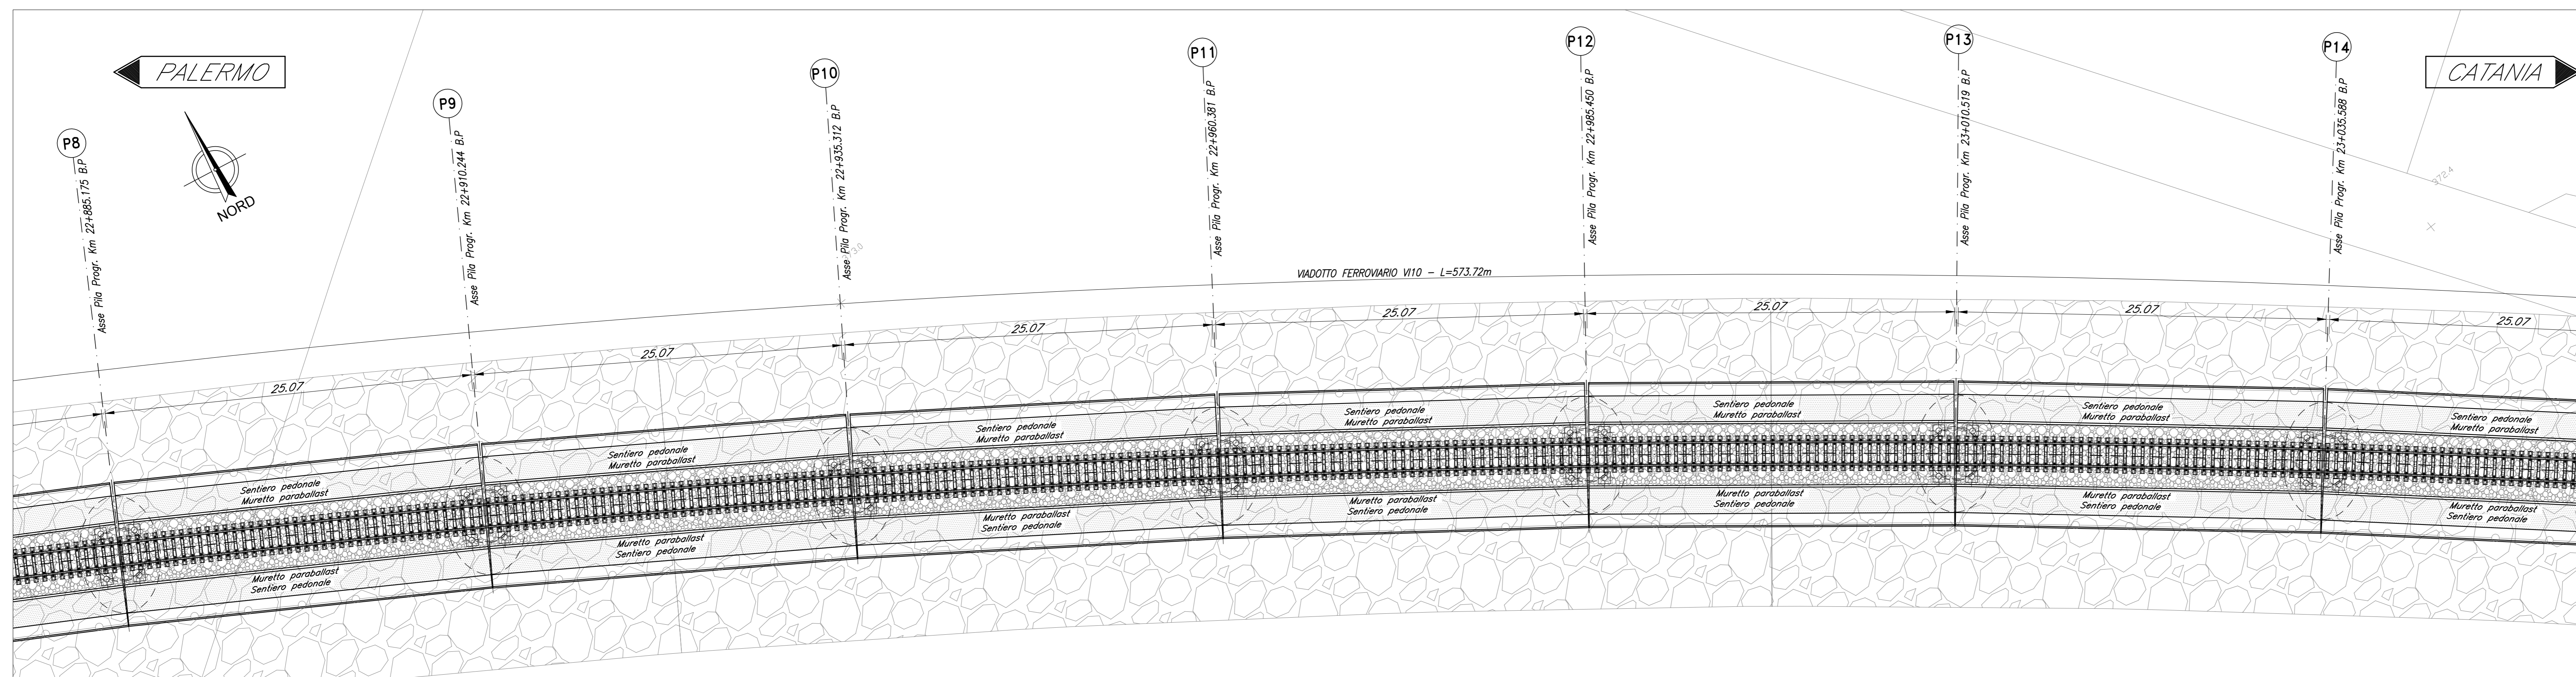 PALERMO
CATANIA
NORD
P8
P9
P10
P11
P12
P13
P14
Asse Pila Progr. Km 22+885.175 B.P
Asse Pila Progr. Km 22+910.244 B.P
Asse Pila Progr. Km 22+935.312 B.P
Asse Pila Progr. Km 22+960.381 B.P
Asse Pila Progr. Km 22+985.450 B.P
Asse Pila Progr. Km 23+010.519 B.P
Asse Pila Progr. Km 23+035.588 B.P
972.4
VIADOTTO FERROVIARIO VI10 - L=573.72m
25.07
25.07
25.07
25.07
25.07
25.07
25.07
Sentiero pedonale
Muretto paraballast
Sentiero pedonale
Muretto paraballast
Sentiero pedonale
Muretto paraballast
Sentiero pedonale
Muretto paraballast
Sentiero pedonale
Muretto paraballast
Sentiero pedonale
Muretto paraballast
Sentiero pedonale
Muretto paraballast
Muretto paraballast
Sentiero pedonale
Muretto paraballast
Sentiero pedonale
Muretto paraballast
Sentiero pedonale
Muretto paraballast
Sentiero pedonale
Muretto paraballast
Sentiero pedonale
Muretto paraballast
Sentiero pedonale
Muretto paraballast
Sentiero pedonale